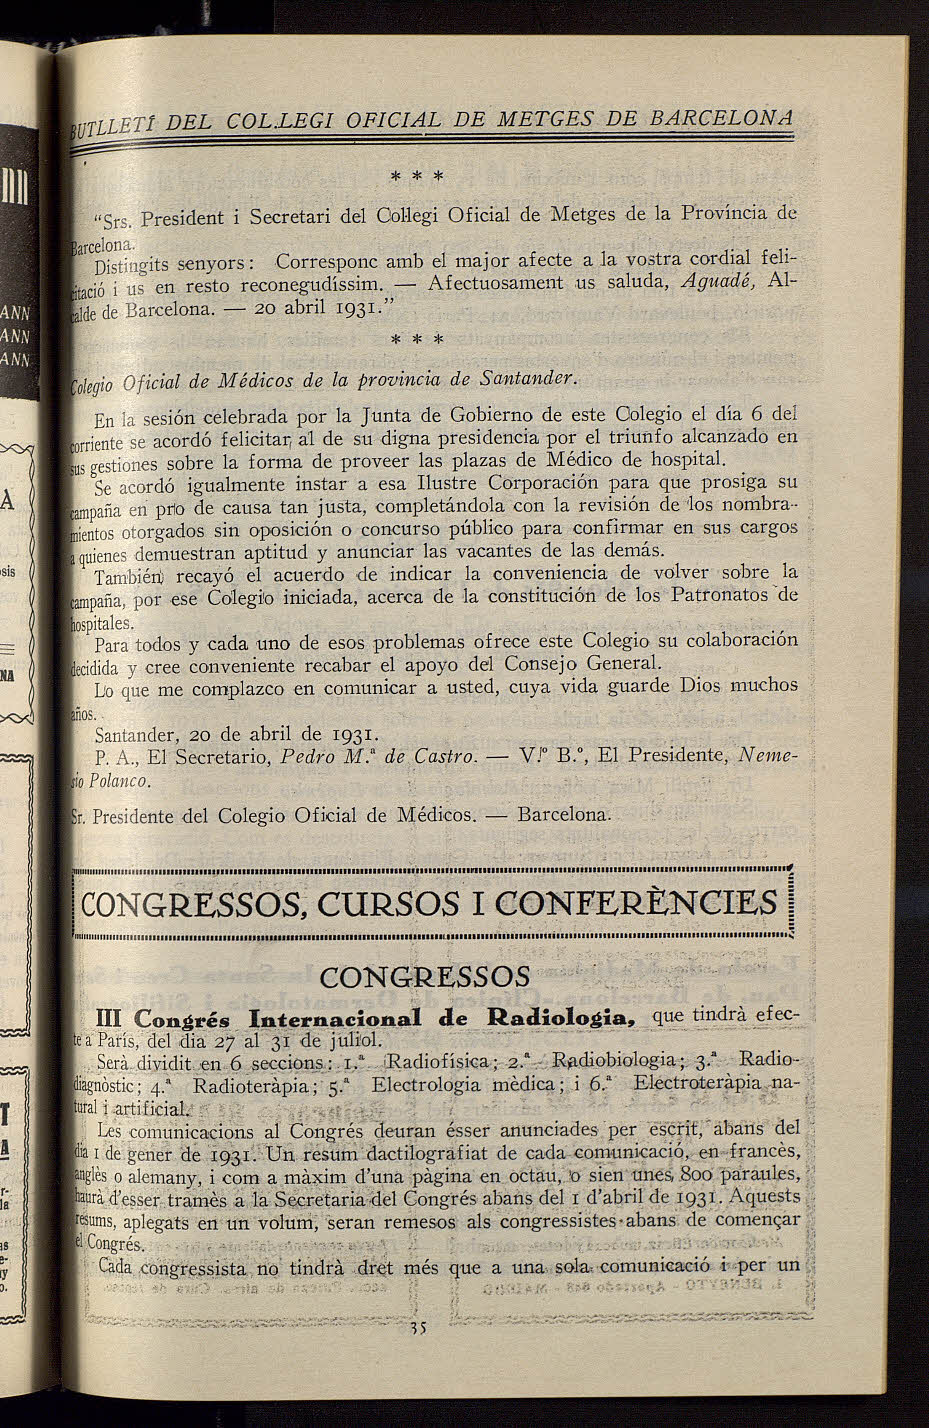 BUTLLETÍ DEL COL.LEGI OFICIAL DE METGES DE BARCELONA
* * *
"Srs. President i Secretari del Col·legi Oficial de Metges de la Província de
Barcelona.
Distingits senyors: Corresponc amb el major afecte a la vostra cordial feli-
citació i us en resto reconegudíssim. — Afectuosament us saluda, Aguadé, Al-
calde de Barcelona. — 20 abril 1931."
* * *
Colegio Oficial de Médicos de la provincia de Santander.
En la sesión celebrada por la Junta de Gobierno de este Colegio el día 6 del
corriente se acordó felicitar al de su digna presidencia por el triunfo alcanzado en
sus gestiones sobre la forma de proveer las plazas de Médico de hospital.
Se acordó igualmente instar a esa Ilustre Corporación para que prosiga su
campaña en pro de causa tan justa, completándola con la revisión de los nombra-
mientos otorgados sin oposición o concurso público para confirmar en sus cargos
a quienes demuestran aptitud y anunciar las vacantes de las demás.
También recayó el acuerdo de indicar la conveniencia de volver sobre la
campaña, por ese Colegio iniciada, acerca de la constitución de los Patronatos de
hospitales.
Para todos y cada uno de esos problemas ofrece este Colegio su colaboración
decidida y cree conveniente recabar el apoyo del Consejo General.
Lo que me complazco en comunicar a usted, cuya vida guarde Dios muchos
años.
Santander, 20 de abril de 1931.
P. A., El Secretario, Pedro M.ª de Castro. — V.º B.º, El Presidente, Neme-
sio Polanco.
Sr. Presidente del Colegio Oficial de Médicos. — Barcelona.
CONGRESSOS, CURSOS I CONFERÈNCIES
CONGRESSOS
III Congrés Internacional de Radiologia, que tindrà efec-
te a París, del dia 27 al 31 de juliol.
Serà dividit en 6 seccions: 1.ª Radiofísica; 2.ª Radiobiologia; 3.ª Radio-
diagnòstic; 4.ª Radioteràpia; 5.ª Electrologia mèdica; i 6.ª Electroteràpia na-
tural i artificial.
Les comunicacions al Congrés deuran ésser anunciades per escrit, abans del
dia 1 de gener de 1931. Un resum dactilografiat de cada comunicació, en francès,
anglès o alemany, i com a màxim d'una pàgina en octau, o sien unes 800 paraules,
haurà d'esser tramès a la Secretaria del Congrés abans del 1 d'abril de 1931. Aquests
resums, aplegats en un volum, seran remesos als congressistes abans de començar
el Congrés.
Cada congressista no tindrà dret més que a una sola comunicació i per un
35